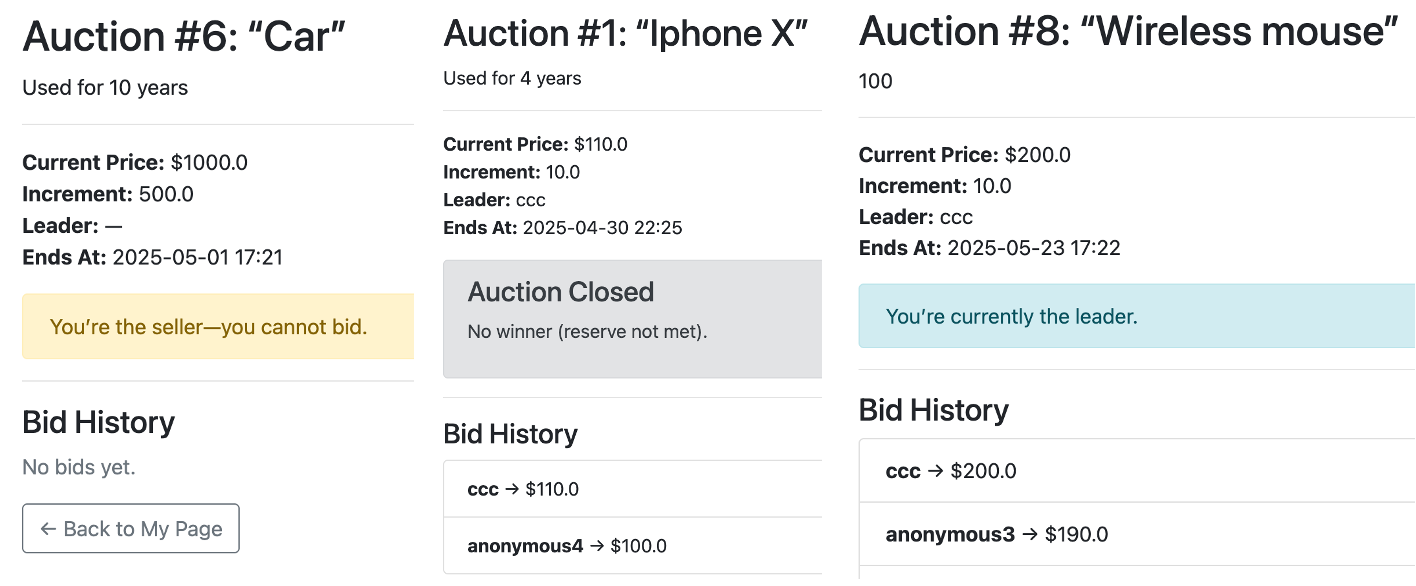 Auction #6: “Car”
Used for 10 years
Current Price: $1000.0
Increment: 500.0
Leader: —
Ends At: 2025-05-01 17:21
You’re the seller—you cannot bid.
Bid History
No bids yet.
← Back to My Page
Auction #1: “Iphone X”
Used for 4 years
Current Price: $110.0
Increment: 10.0
Leader: ccc
Ends At: 2025-04-30 22:25
Auction Closed
No winner (reserve not met).
Bid History
ccc → $110.0
anonymous4 → $100.0
Auction #8: “Wireless mouse”
100
Current Price: $200.0
Increment: 10.0
Leader: ccc
Ends At: 2025-05-23 17:22
You’re currently the leader.
Bid History
ccc → $200.0
anonymous3 → $190.0